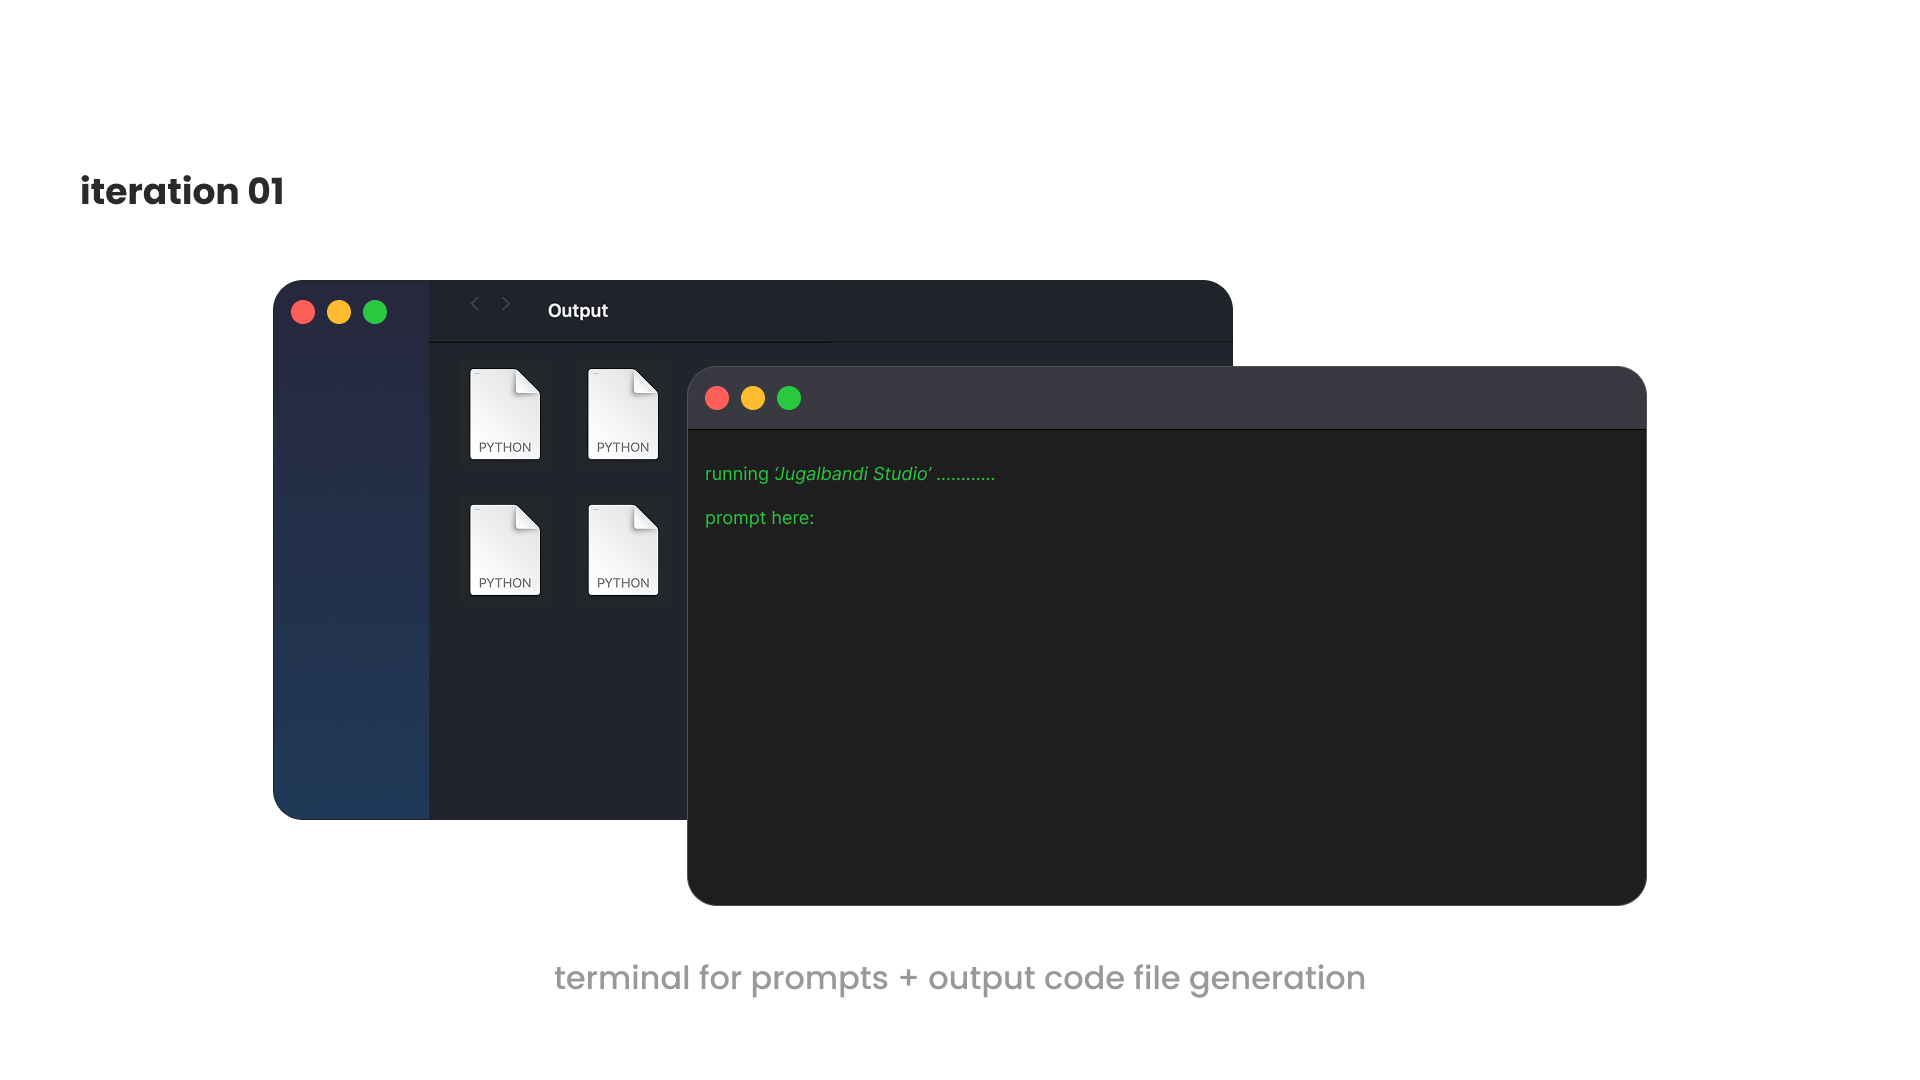 iteration 01
Output
PYTHON
PYTHON
PYTHON
PYTHON
running ‘Jugalbandi Studio’ ............
prompt here:
terminal for prompts + output code file generation